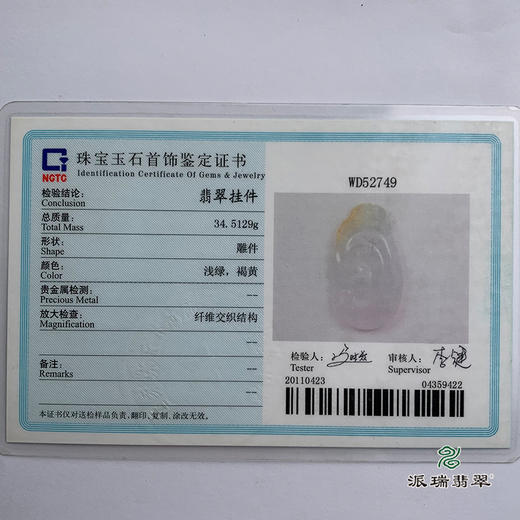 NGTC
珠宝玉石首饰鉴定证书
Identification Certificate Of Gems & Jewelry
检验结论: 翡翠挂件
Conclusion
总质量: 34.5129g
Total Mass
形状: 雕件
Shape
颜色: 浅绿，褐黄
Color
贵金属检测: --
Precious Metal
放大检查: 纤维交织结构
Magnification
--
备注: --
Remarks
本证书仅对送检样品负责，翻印、复制、涂改无效。
WD52749
检验人: 审核人: 李健
Tester Supervisor
20110423 04359422
派瑞翡翠